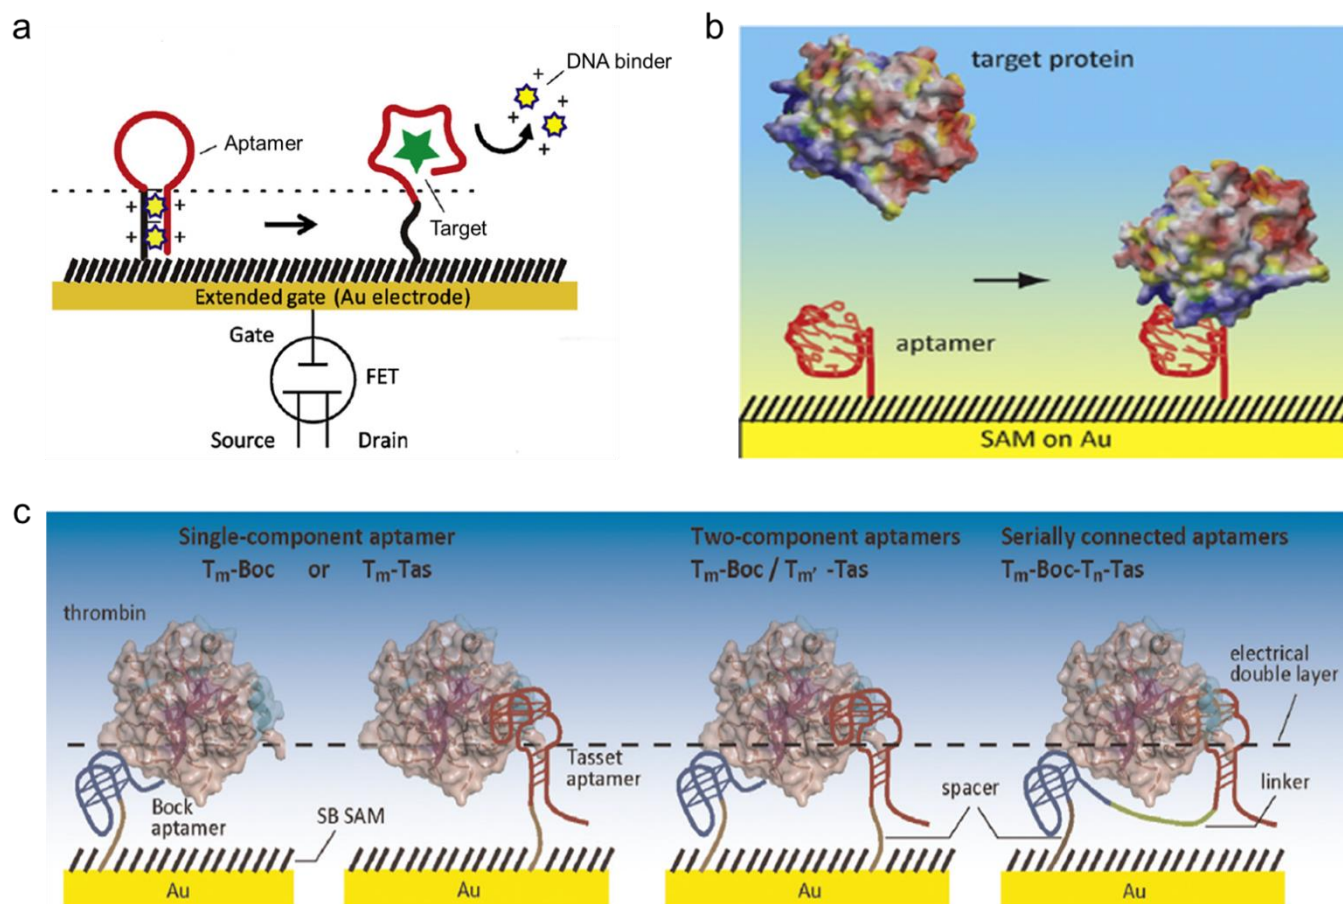 a
DNA binder
Aptamer
Target
Extended gate (Au electrode)
Gate
FET
Source Drain
b
target protein
aptamer
SAM on Au
c
Single-component aptamer
Tm-Boc or Tm-Tas
Two-component aptamers
Tm-Boc / Tm'-Tas
Serially connected aptamers
Tm-Boc-Tn-Tas
thrombin
electrical
double layer
Tasset
aptamer
Bock
aptamer
SB SAM
spacer
linker
Au
Au
Au
Au